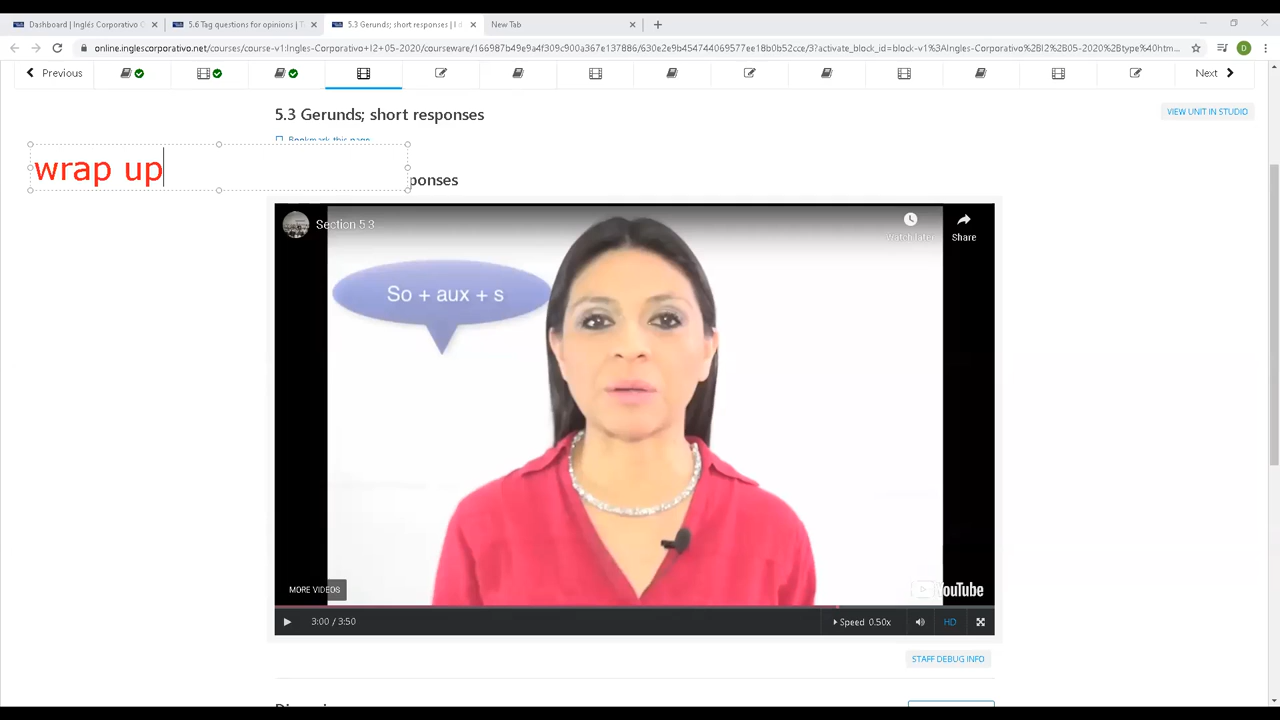 Dashboard | Inglés Corporativo
5.6 Tag questions for opinions | T
5.3 Gerunds; short responses | I d
New Tab
online.inglescorporativo.net/courses/course-v1:Ingles-Corporativo+I2+05-2020/courseware/166987b49e9a4f309c900a367e137886/630e2e9b454744009577ee18b0b52cce/3?activate_block_id=block-v1%3AIngles-Corporativo%2BI2%2B05-2020%2Btype%40htm...
D
Previous
Next
5.3 Gerunds; short responses
VIEW UNIT IN STUDIO
Bookmark this page
wrap up
ponses
Section 5 3...
Watch later
Share
So + aux + s
MORE VIDEOS
YouTube
3:00 / 3:50
Speed 0.50x
HD
STAFF DEBUG INFO